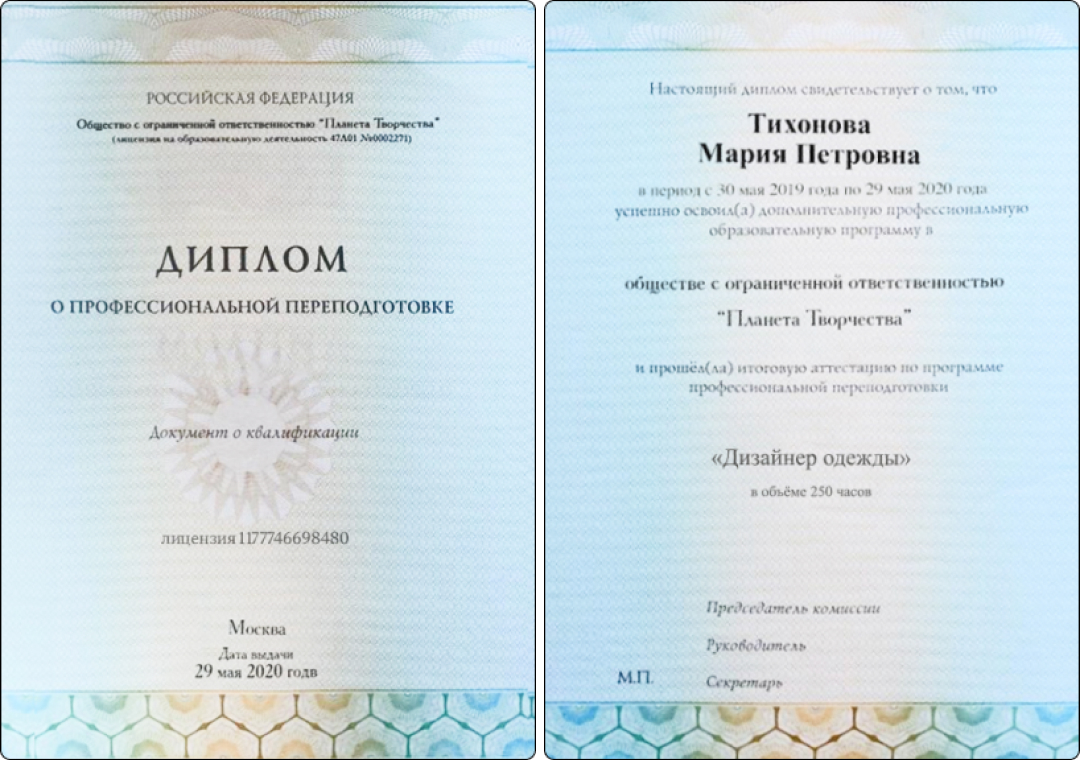 РОССИЙСКАЯ ФЕДЕРАЦИЯ
Общество с ограниченной ответственностью "Планета Творчества"
(лицензия на образовательную деятельность 47Л01 №0002271)
ДИПЛОМ
О ПРОФЕССИОНАЛЬНОЙ ПЕРЕПОДГОТОВКЕ
Документ о квалификации
лицензия 1177746698480
Москва
Дата выдачи
29 мая 2020 годв
Настоящий диплом свидетельствует о том, что
Тихонова
Мария Петровна
в период с 30 мая 2019 года по 29 мая 2020 года
успешно освоил(а) дополнительную профессиональную
образовательную программу в
обществе с ограниченной ответственностью
"Планета Творчества"
и прошёл(ла) итоговую аттестацию по программе
профессиональной переподготовки
«Дизайнер одежды»
в объёме 250 часов
Председатель комиссии
Руководитель
М.П. Секретарь